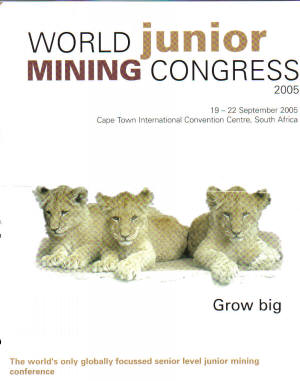 WORLD junior
MINING CONGRESS
2005
19 – 22 September 2005
Cape Town International Convention Centre, South Africa
Grow big
The world's only globally focussed senior level junior mining
conference